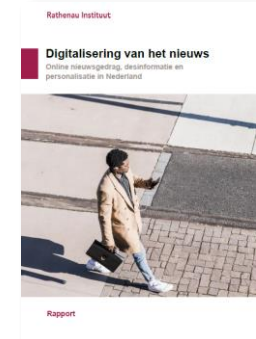 Rathenau Instituut
Digitalisering van het nieuws
Online nieuwsgedrag, desinformatie en
personalisatie in Nederland
Rapport